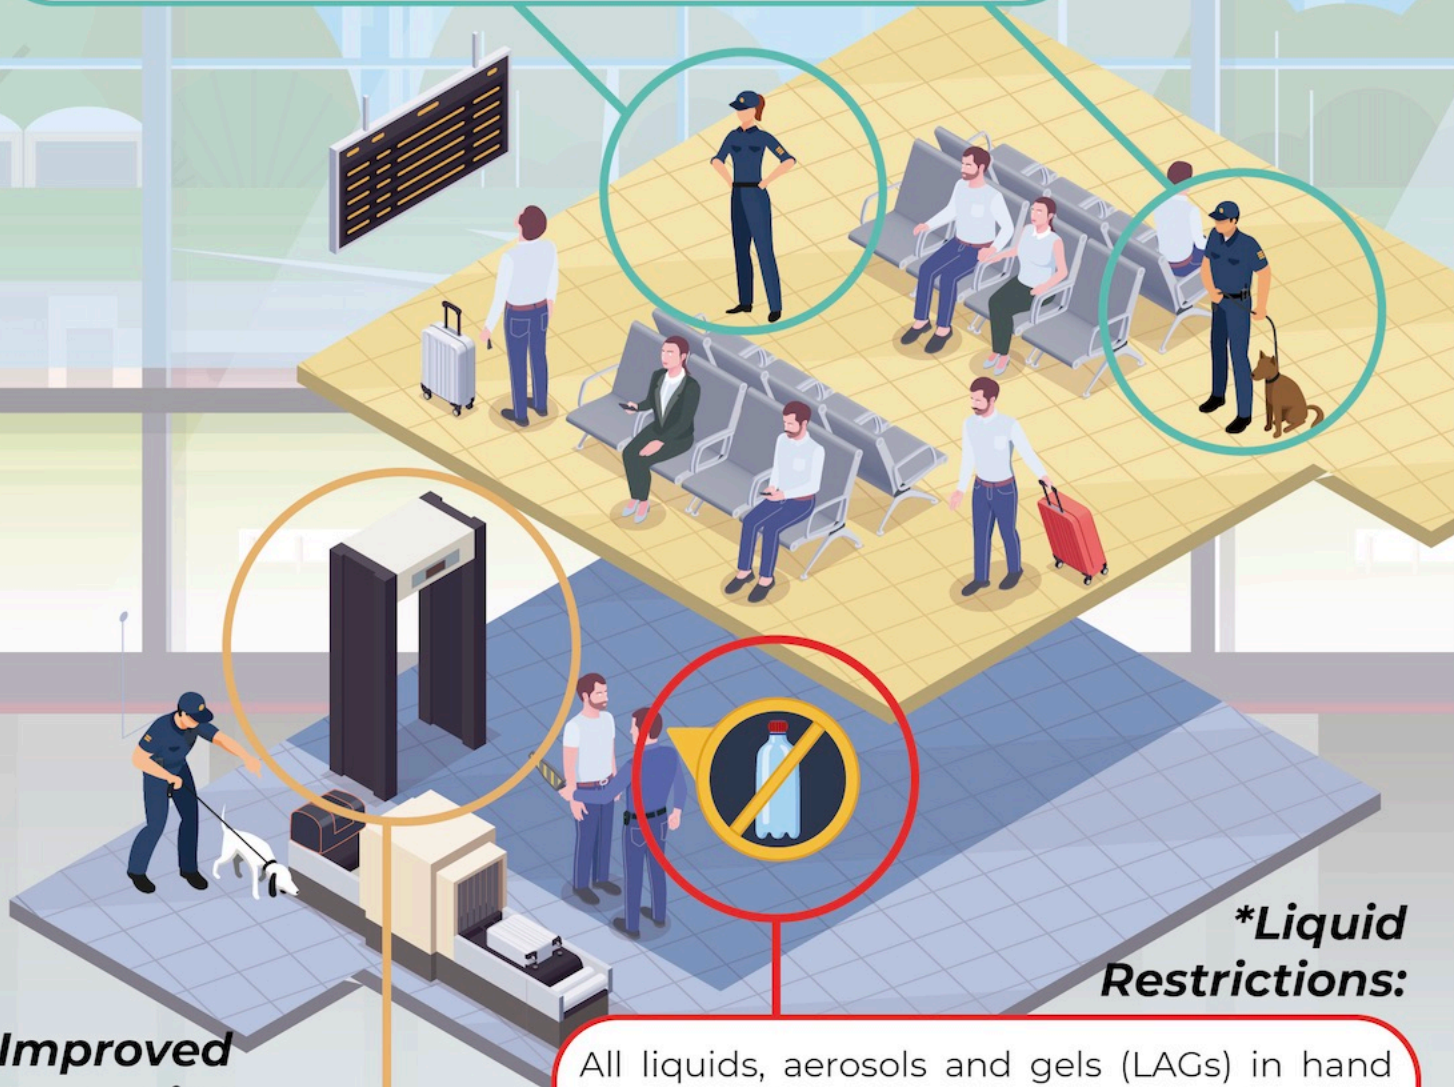 *Liquid
Restrictions:
Improved
All liquids, aerosols and gels (LAGs) in hand